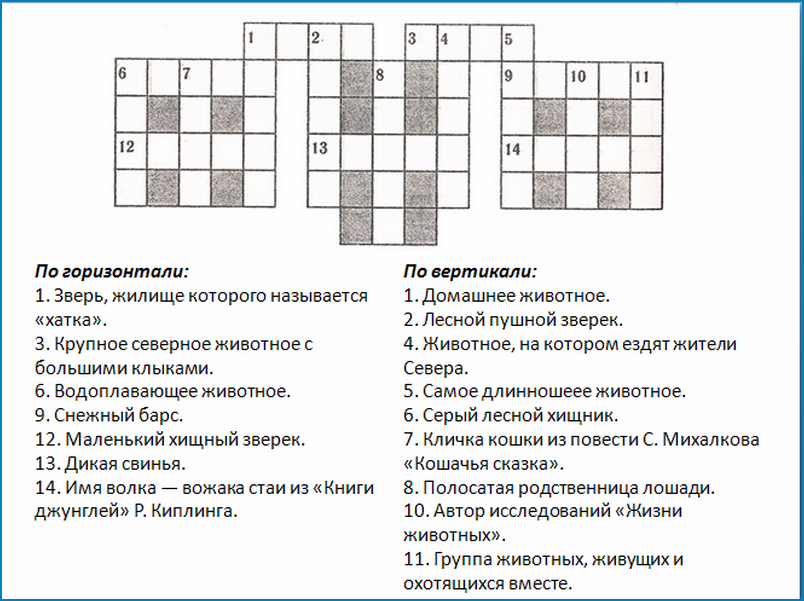 1 2 3 4 5
6 7 8 9 10 11
12 13 14
По горизонтали:
1. Зверь, жилище которого называется
«хатка».
3. Крупное северное животное с
большими клыками.
6. Водоплавающее животное.
9. Снежный барс.
12. Маленький хищный зверек.
13. Дикая свинья.
14. Имя волка — вожака стаи из «Книги
джунглей» Р. Киплинга.
По вертикали:
1. Домашнее животное.
2. Лесной пушной зверек.
4. Животное, на котором ездят жители
Севера.
5. Самое длинношеее животное.
6. Серый лесной хищник.
7. Кличка кошки из повести С. Михалкова
«Кошачья сказка».
8. Полосатая родственница лошади.
10. Автор исследований «Жизни
животных».
11. Группа животных, живущих и
охотящихся вместе.